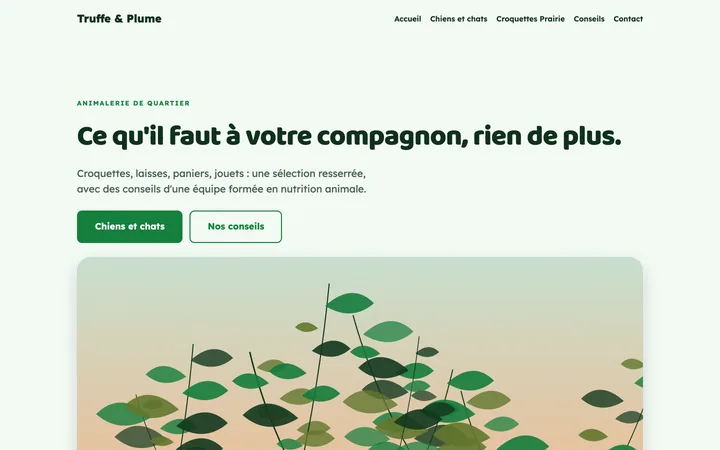 Truffe & Plume
Accueil Chiens et chats Croquettes Prairie Conseils Contact
ANIMALERIE DE QUARTIER
Ce qu'il faut à votre compagnon, rien de plus.
Croquettes, laisses, paniers, jouets : une sélection resserrée,
avec des conseils d'une équipe formée en nutrition animale.
Chiens et chats
Nos conseils